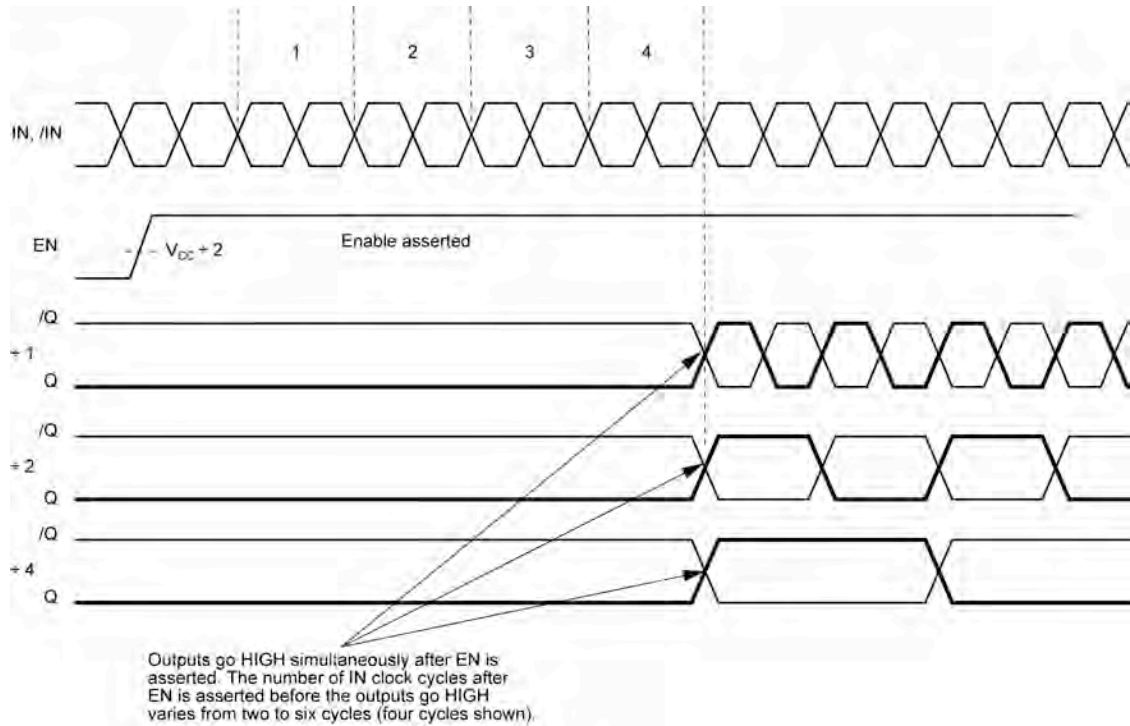 1 2 3 4
IN, /IN
EN
VCC ÷ 2
Enable asserted
/Q
÷ 1
Q
/Q
÷ 2
Q
/Q
÷ 4
Q
Outputs go HIGH simultaneously after EN is
asserted. The number of IN clock cycles after
EN is asserted before the outputs go HIGH
varies from two to six cycles (four cycles shown).